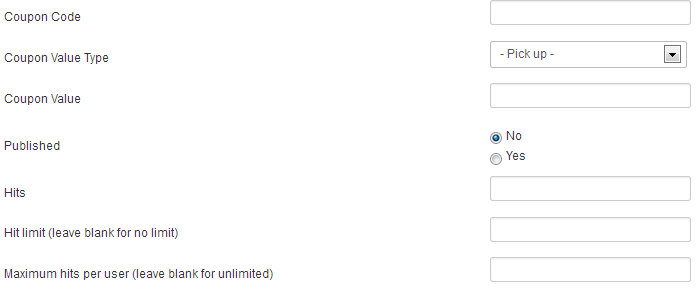 Coupon Code
Coupon Value Type - Pick up -
Coupon Value
Published No
Yes
Hits
Hit limit (leave blank for no limit)
Maximum hits per user (leave blank for unlimited)